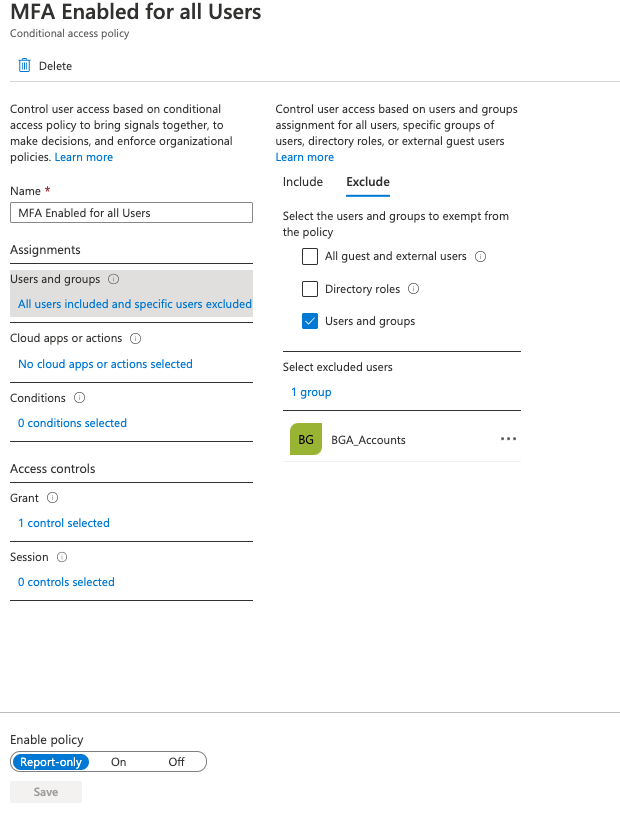 MFA Enabled for all Users
Conditional access policy
Delete
Control user access based on conditional
access policy to bring signals together, to
make decisions, and enforce organizational
policies. Learn more
Name *
MFA Enabled for all Users
Assignments
Users and groups
All users included and specific users excluded
Cloud apps or actions
No cloud apps or actions selected
Conditions
0 conditions selected
Access controls
Grant
1 control selected
Session
0 controls selected
Control user access based on users and groups
assignment for all users, specific groups of
users, directory roles, or external guest users
Learn more
Include Exclude
Select the users and groups to exempt from
the policy
All guest and external users
Directory roles
Users and groups
Select excluded users
1 group
BG BGA_Accounts
Enable policy
Report-only On Off
Save